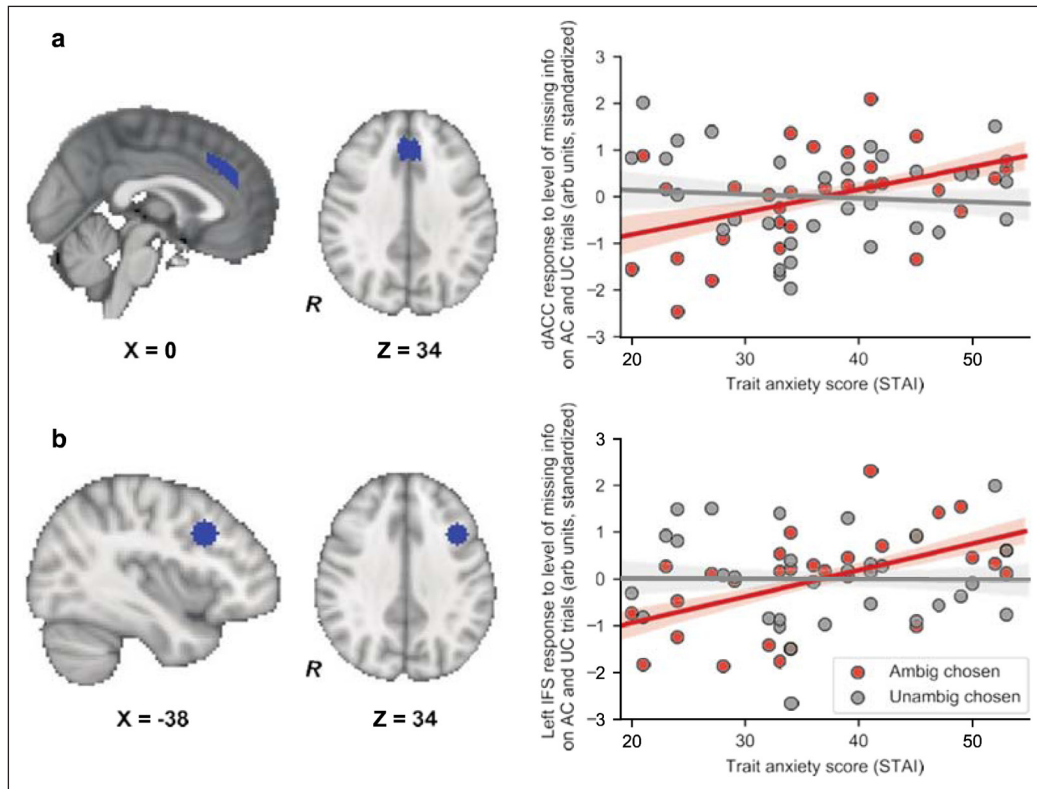 a
X = 0
R
Z = 34
dACC response to level of missing info
on AC and UC trials (arb units, standardized)
3
2
1
0
−1
−2
−3
20
30
40
50
Trait anxiety score (STAI)
b
X = -38
R
Z = 34
Left IFS response to level of missing info
on AC and UC trials (arb units, standardized)
3
2
1
0
−1
−2
−3
Ambig chosen
Unambig chosen
20
30
40
50
Trait anxiety score (STAI)